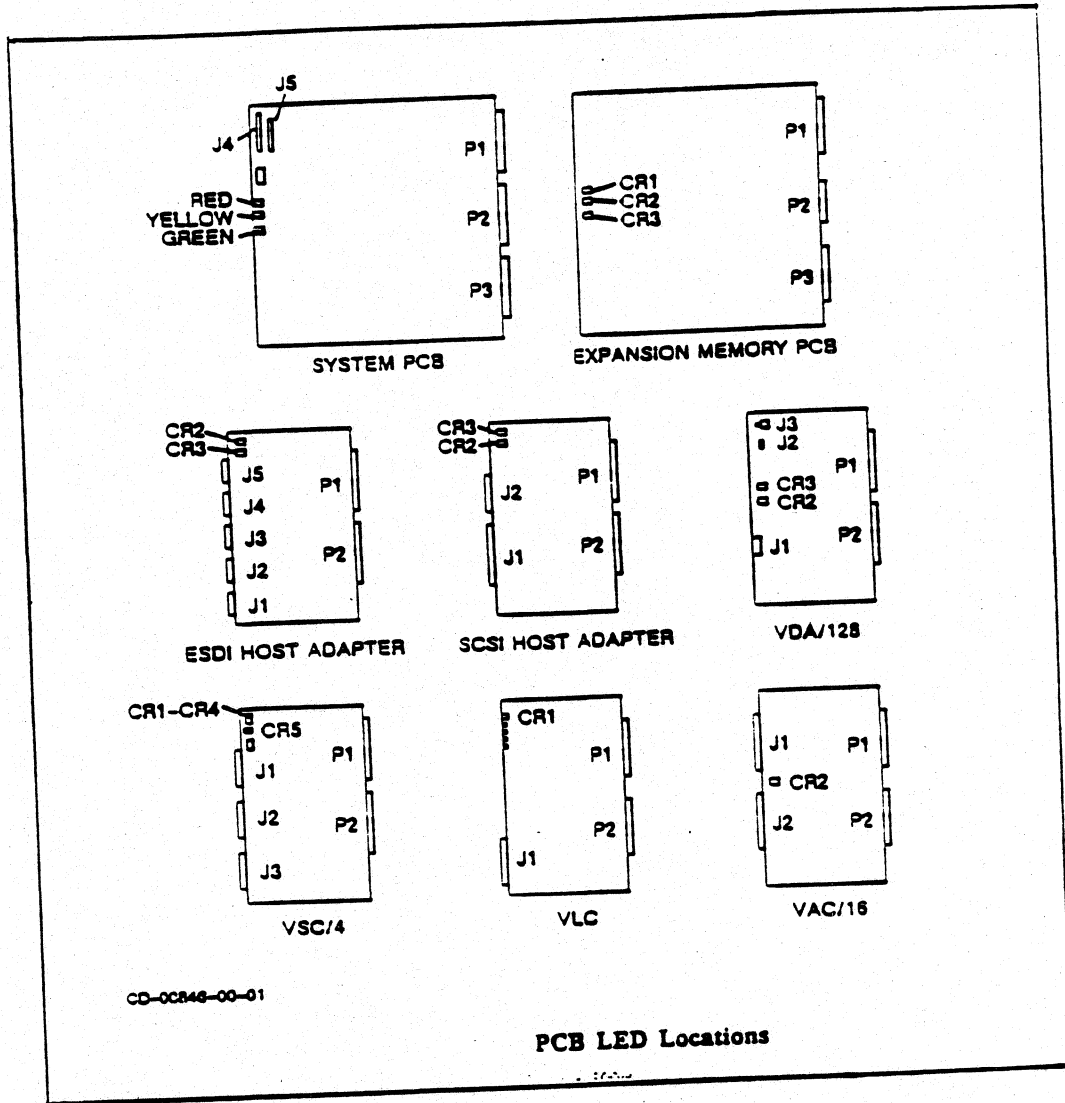 J5
J4
P1
RED
YELLOW
GREEN
P2
P3
SYSTEM PCB
P1
CR1
CR2
CR3
P2
P3
EXPANSION MEMORY PCB
CR2
CR3
J5
P1
J4
J3
P2
J2
J1
ESDI HOST ADAPTER
CR3
CR2
P1
J2
P2
J1
SCSI HOST ADAPTER
J3
J2
P1
CR3
CR2
P2
J1
VDA/128
CR1-CR4
CR5
P1
J1
J2
P2
J3
VSC/4
CR1
P1
P2
J1
VLC
J1
P1
CR2
J2
P2
VAC/16
CD-00846-00-01
PCB LED Locations